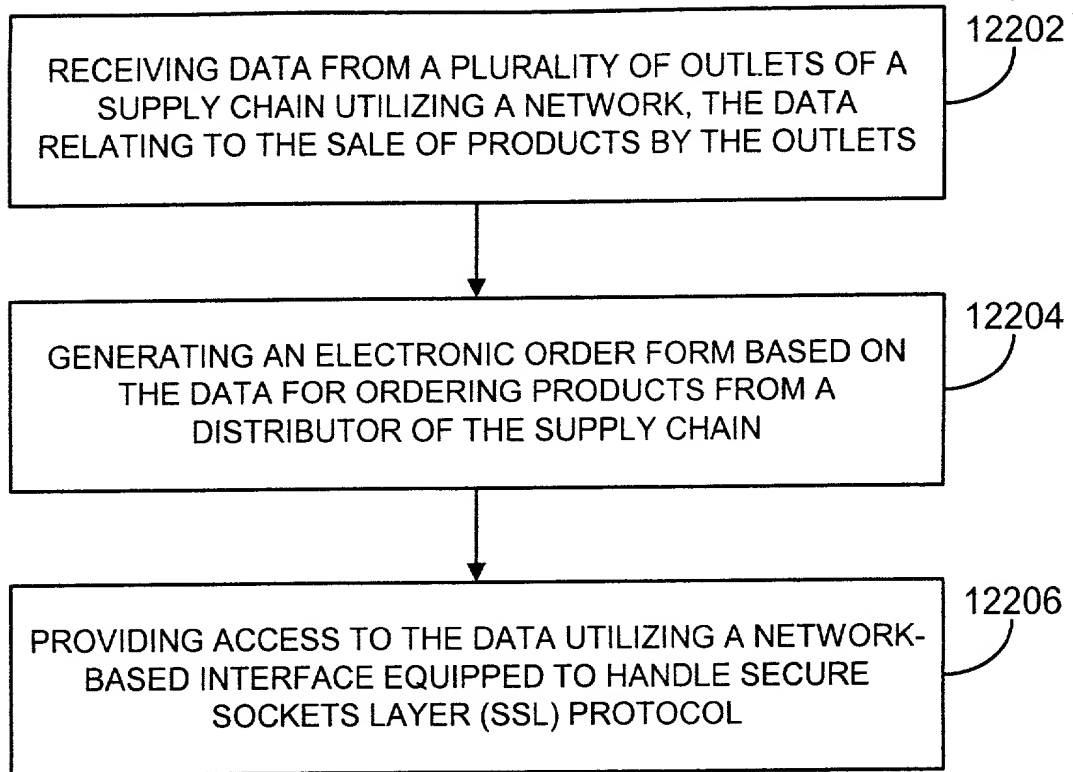 12202
RECEIVING DATA FROM A PLURALITY OF OUTLETS OF A
SUPPLY CHAIN UTILIZING A NETWORK, THE DATA
RELATING TO THE SALE OF PRODUCTS BY THE OUTLETS
12204
GENERATING AN ELECTRONIC ORDER FORM BASED ON
THE DATA FOR ORDERING PRODUCTS FROM A
DISTRIBUTOR OF THE SUPPLY CHAIN
12206
PROVIDING ACCESS TO THE DATA UTILIZING A NETWORK-
BASED INTERFACE EQUIPPED TO HANDLE SECURE
SOCKETS LAYER (SSL) PROTOCOL